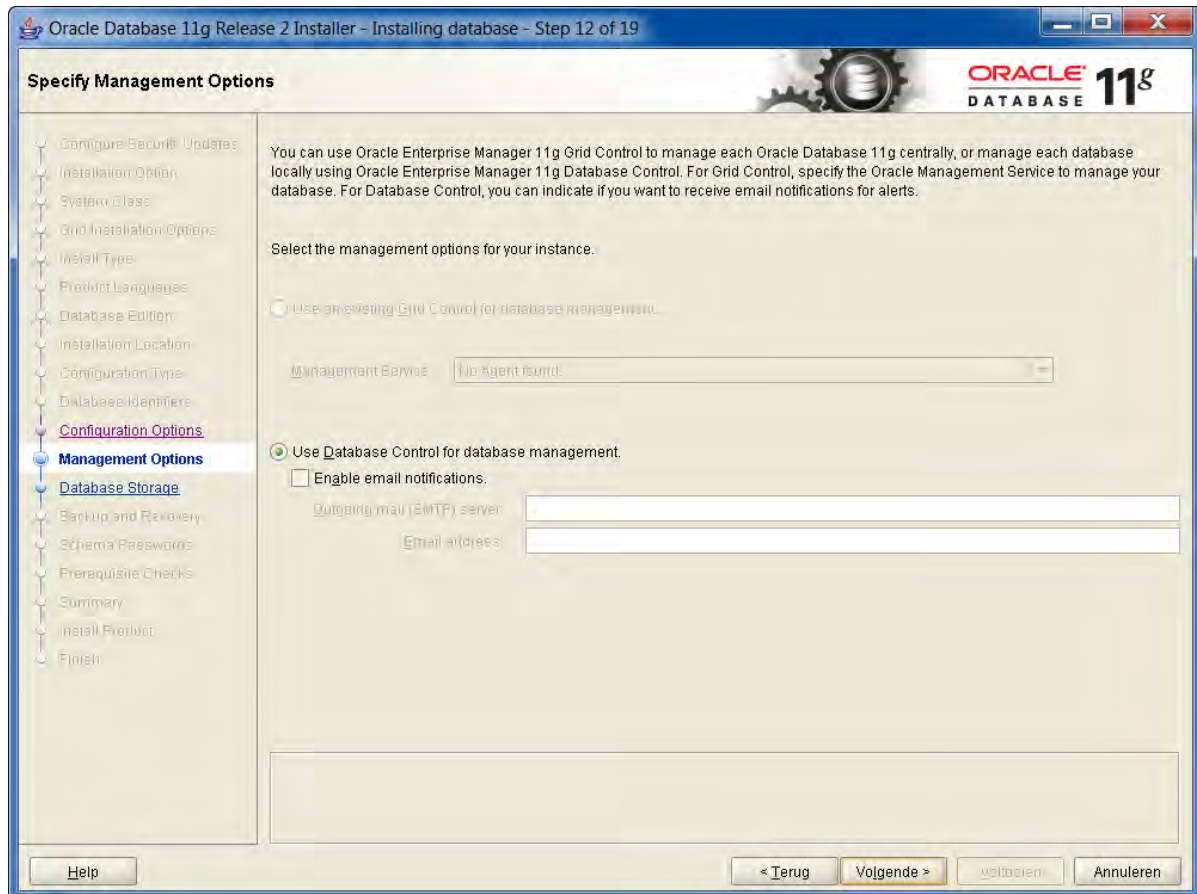 Oracle Database 11g Release 2 Installer - Installing database - Step 12 of 19
Specify Management Options
ORACLE
DATABASE
11g
Configure Security Updates
Installation Option
System Class
Grid Installation Options
Install Type
Product Languages
Database Edition
Installation Location
Configuration Type
Database Identifiers
Configuration Options
Management Options
Database Storage
Backup and Recovery
Schema Passwords
Prerequisite Checks
Summary
Install Product
Finish
You can use Oracle Enterprise Manager 11g Grid Control to manage each Oracle Database 11g centrally, or manage each database
locally using Oracle Enterprise Manager 11g Database Control. For Grid Control, specify the Oracle Management Service to manage your
database. For Database Control, you can indicate if you want to receive email notifications for alerts.
Select the management options for your instance.
Use an existing Grid Control for database management.
Management Service
No Agent found.
Use Database Control for database management.
Enable email notifications.
Outgoing mail (SMTP) server
Email address
Help
< Terug
Volgende >
Voltooien
Annuleren